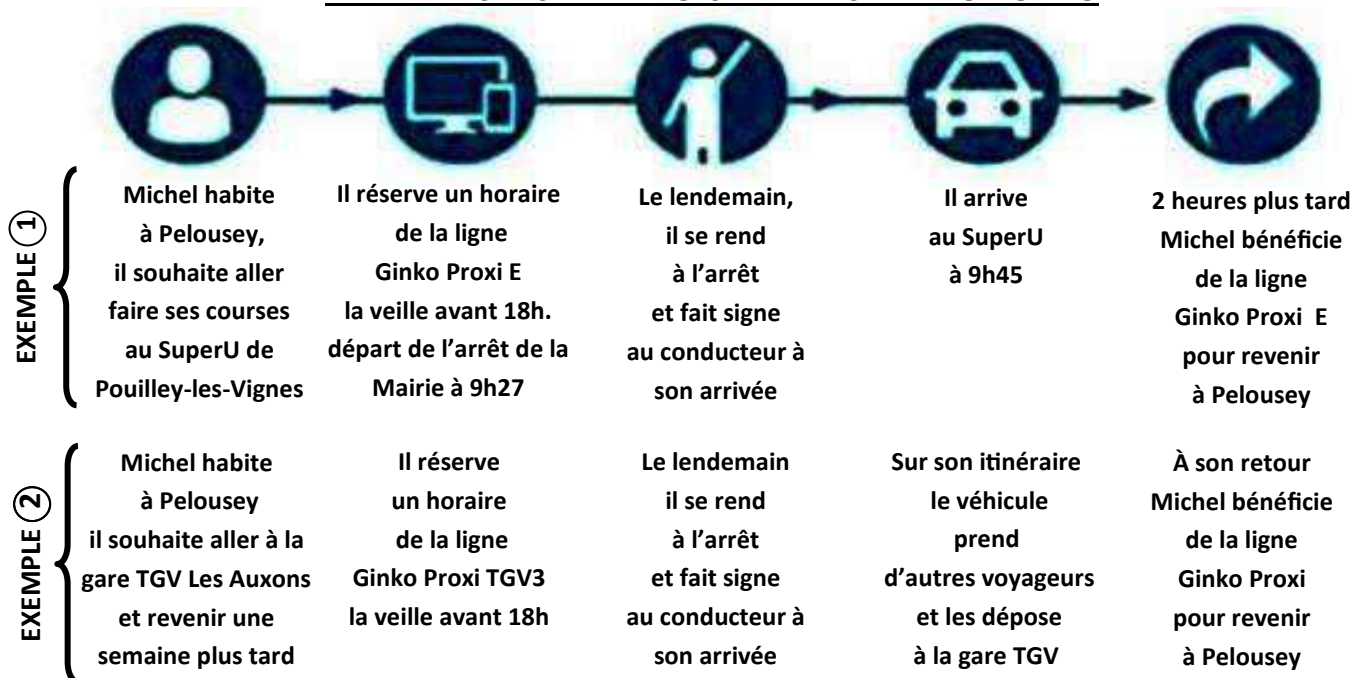 EXEMPLE 1
Michel habite
à Pelousey,
il souhaite aller
faire ses courses
au SuperU de
Pouilley-les-Vignes
Il réserve un horaire
de la ligne
Ginko Proxi E
la veille avant 18h.
départ de l’arrêt de la
Mairie à 9h27
Le lendemain,
il se rend
à l’arrêt
et fait signe
au conducteur à
son arrivée
Il arrive
au SuperU
à 9h45
2 heures plus tard
Michel bénéficie
de la ligne
Ginko Proxi E
pour revenir
à Pelousey
EXEMPLE 2
Michel habite
à Pelousey
il souhaite aller à la
gare TGV Les Auxons
et revenir une
semaine plus tard
Il réserve
un horaire
de la ligne
Ginko Proxi TGV3
la veille avant 18h
Le lendemain
il se rend
à l’arrêt
et fait signe
au conducteur à
son arrivée
Sur son itinéraire
le véhicule
prend
d’autres voyageurs
et les dépose
à la gare TGV
À son retour
Michel bénéficie
de la ligne
Ginko Proxi
pour revenir
à Pelousey